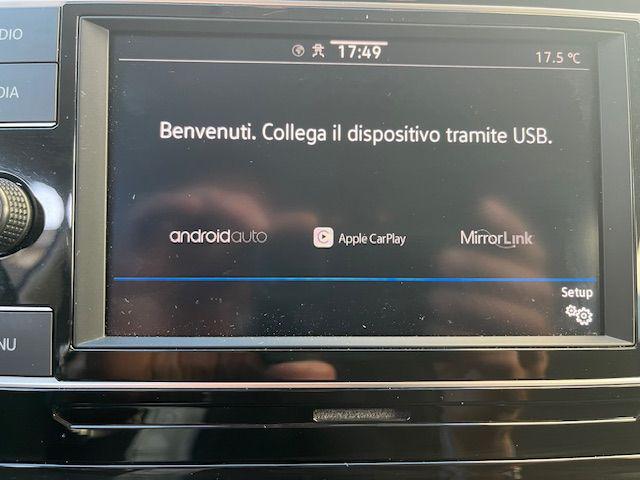 DIO
17:49
17.5 °C
DIA
Benvenuti. Collega il dispositivo tramite USB.
androidauto Apple CarPlay MirrorLink
Setup
NU